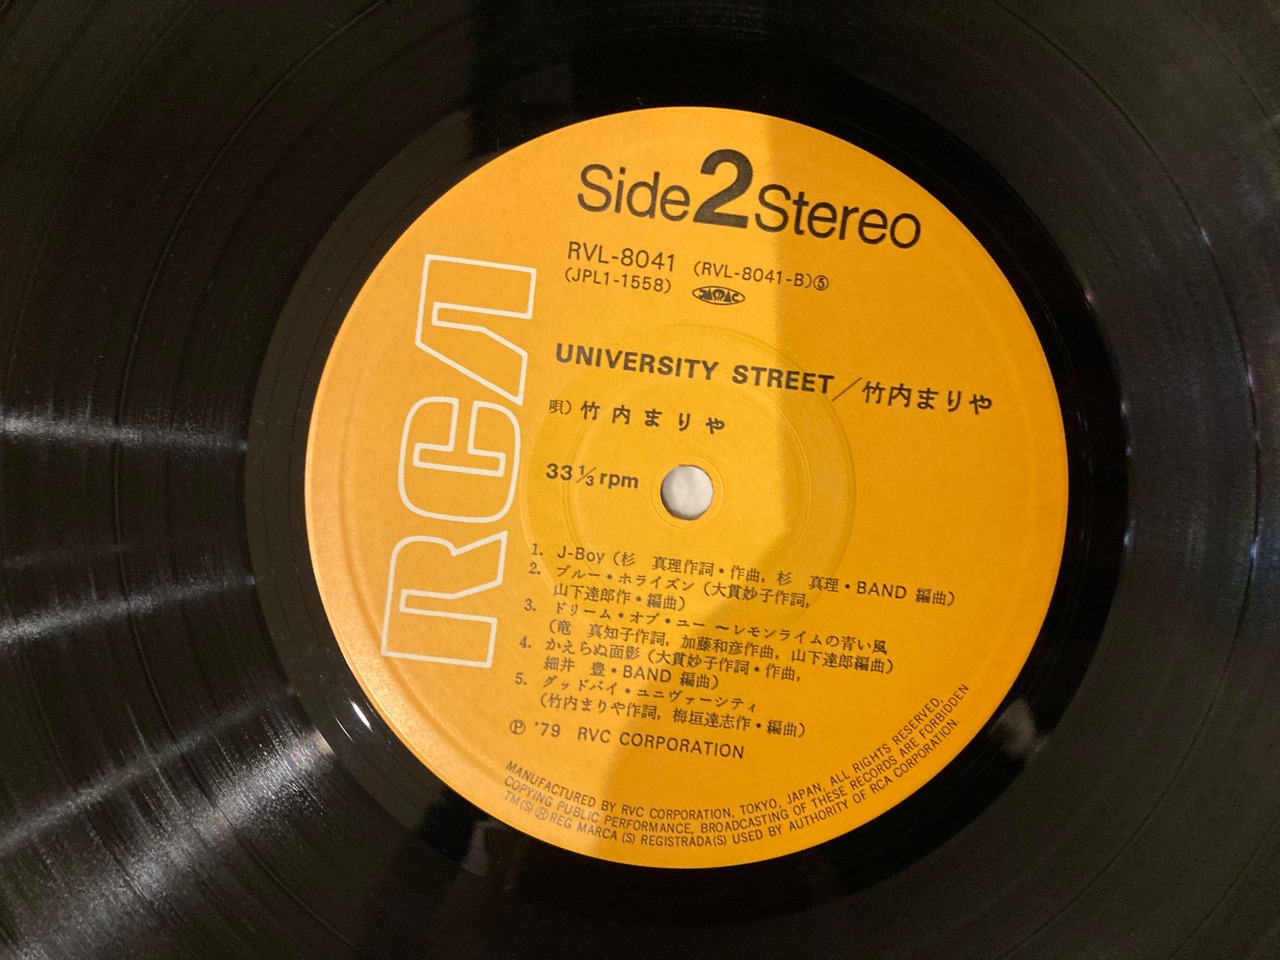 Side 2 Stereo
RVL-8041 (RVL-8041-B)⑤
(JPL1-1558) JASRAC
RCA
UNIVERSITY STREET/竹内まりや
唄)竹内まりや
33 1/3 rpm
1. J-Boy(杉 真理作詞・作曲, 杉 真理・BAND 編曲)
2. ブルー・ホライズン(大貫妙子作詞,
山下達郎作・編曲)
3. ドリーム・オブ・ユー 〜レモンライムの青い風
(竜 真知子作詞, 加藤和彦作曲, 山下達郎編曲)
4. かえらぬ面影(大貫妙子作詞・作曲,
細井 豊・BAND 編曲)
5. グッドバイ・ユニヴァーシティ
(竹内まりや作詞, 梅垣達志作・編曲)
℗ '79 RVC CORPORATION
MANUFACTURED BY RVC CORPORATION, TOKYO, JAPAN, ALL RIGHTS RESERVED.
COPYING PUBLIC PERFORMANCE, BROADCASTING OF THESE RECORDS ARE FORBIDDEN
TM(S) ® REG MARCA (S) REGISTRADA(S) USED BY AUTHORITY OF RCA CORPORATION